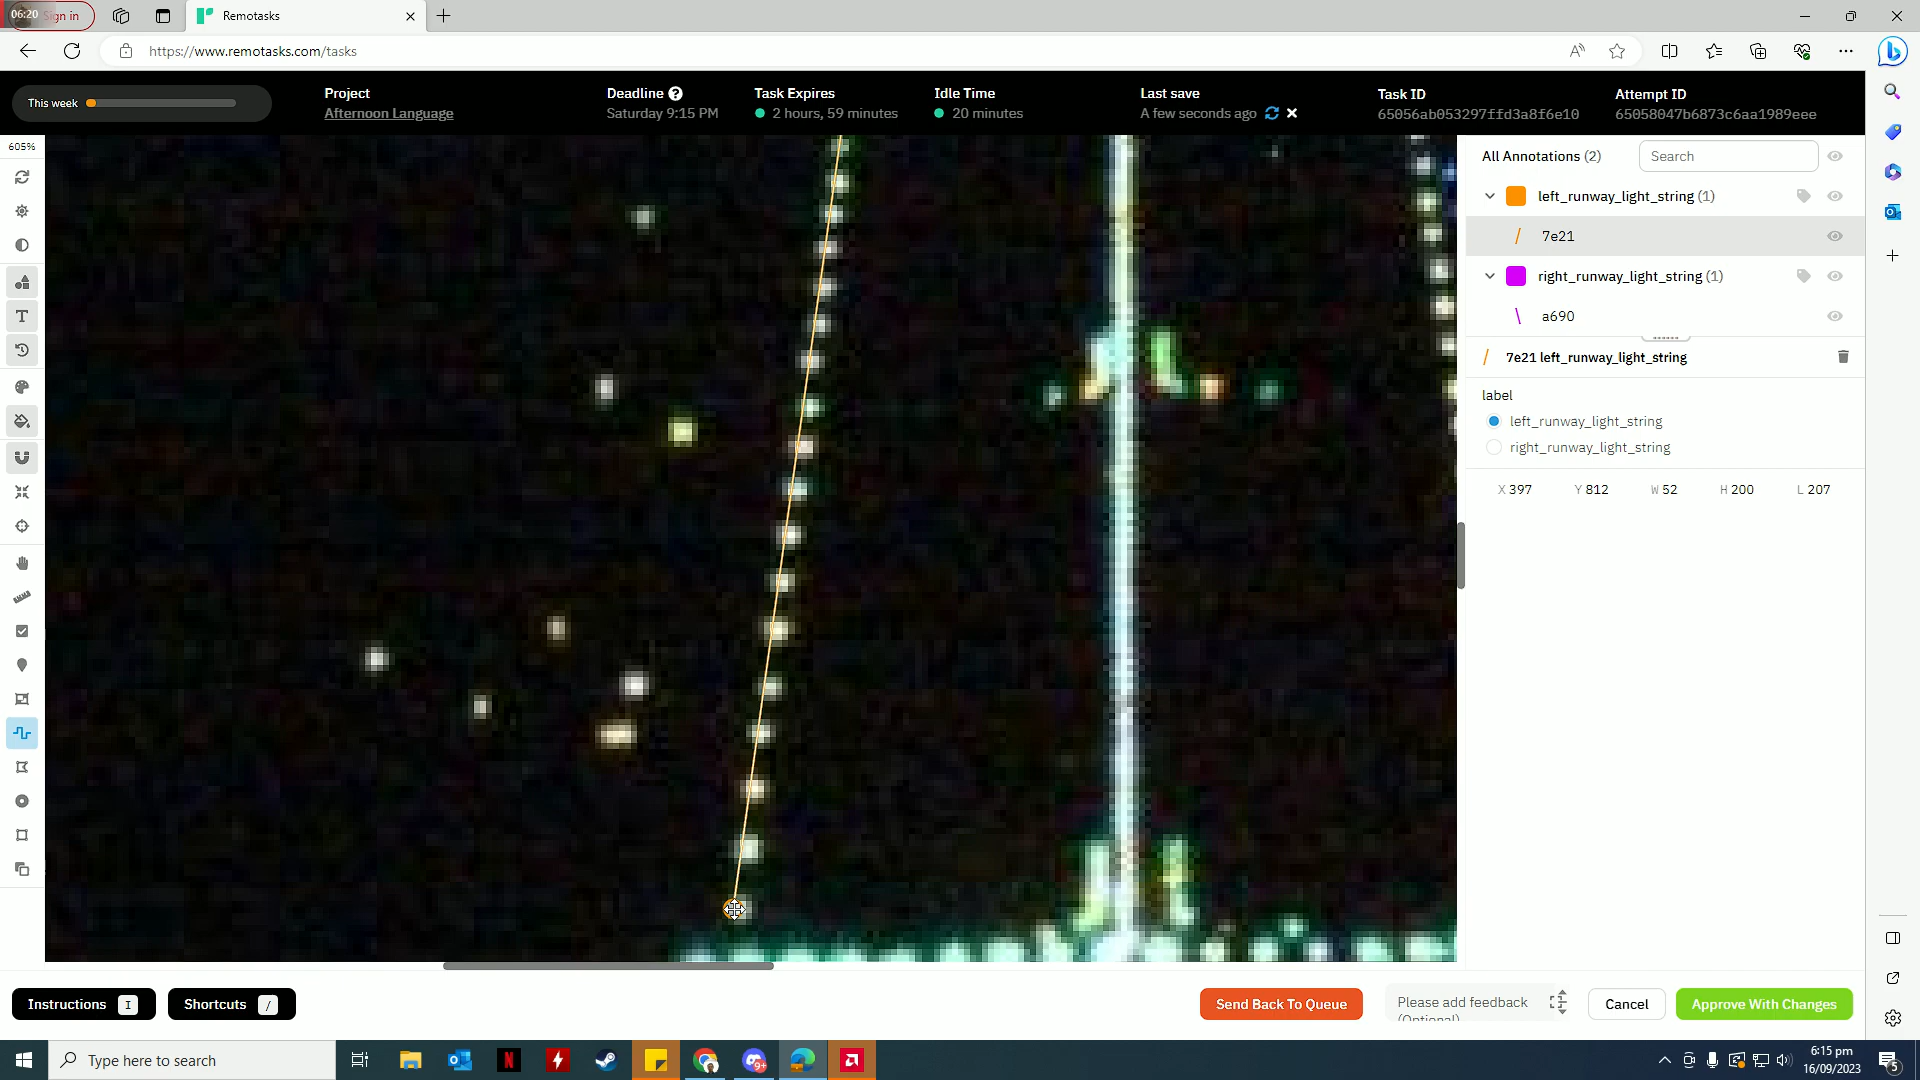 06:20 Sign in
Remotasks
https://www.remotasks.com/tasks
This week
Project
Afternoon Language
Deadline ?
Saturday 9:15 PM
Task Expires
2 hours, 59 minutes
Idle Time
20 minutes
Last save
A few seconds ago
Task ID
65056ab053297ffd3a8f6e10
Attempt ID
65058047b6873c6aa1989eee
605%
All Annotations (2)
Search
left_runway_light_string (1)
7e21
right_runway_light_string (1)
a690
7e21 left_runway_light_string
label
left_runway_light_string
right_runway_light_string
X 397 Y 812 W 52 H 200 L 207
Instructions I
Shortcuts /
Send Back To Queue
Please add feedback
(Optional)
Cancel
Approve With Changes
Type here to search
9+
6:15 pm
16/09/2023
5